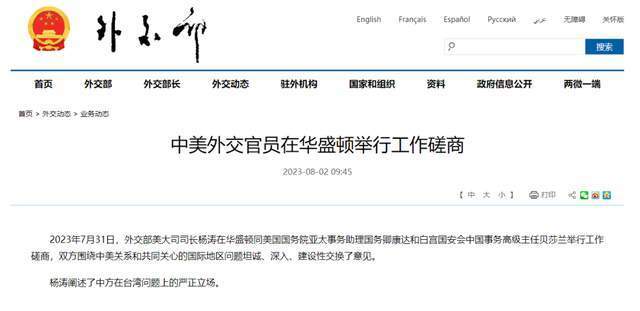 外交部
English
Français
Español
Русский
عربي
无障碍
关怀版
搜索
首页
外交部
外交部长
外交动态
驻外机构
国家和组织
资料
政府信息公开
两微一端
首页 > 外交动态 > 业务动态
中美外交官员在华盛顿举行工作磋商
2023-08-02 09:45
【 中 大 小 】
打印
2023年7月31日，外交部美大司司长杨涛在华盛顿同美国国务院亚太事务助理国务卿康达和白宫国安会中国事务高级主任贝莎兰举行工作
磋商，双方围绕中美关系和共同关心的国际地区问题坦诚、深入、建设性交换了意见。
杨涛阐述了中方在台湾问题上的严正立场。